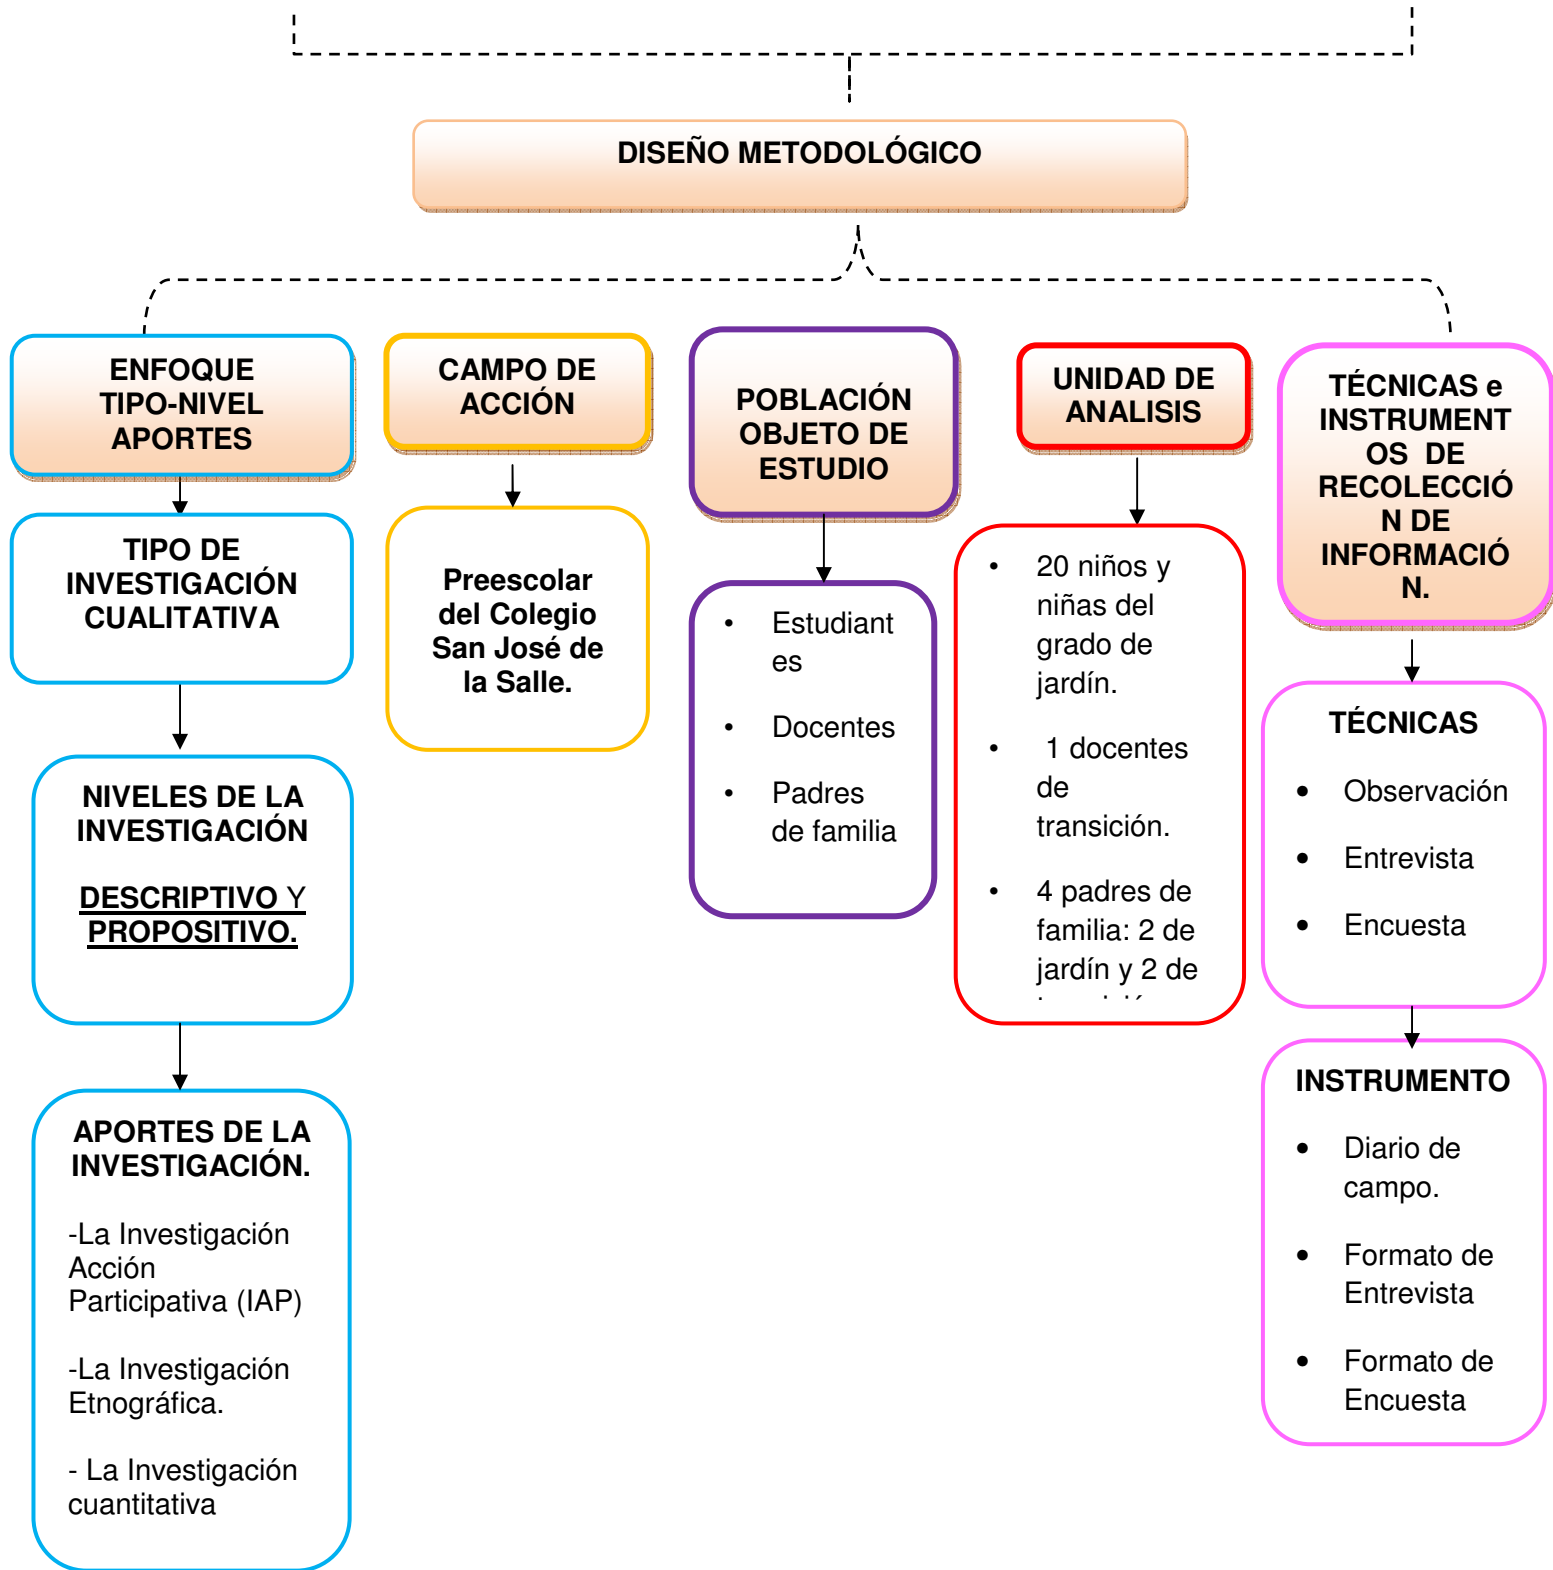 DISEÑO METODOLÓGICO
ENFOQUE
TIPO-NIVEL
APORTES
TIPO DE
INVESTIGACIÓN
CUALITATIVA
NIVELES DE LA
INVESTIGACIÓN
DESCRIPTIVO Y
PROPOSITIVO.
APORTES DE LA
INVESTIGACIÓN.
-La Investigación
Acción
Participativa (IAP)
-La Investigación
Etnográfica.
- La Investigación
cuantitativa
CAMPO DE
ACCIÓN
Preescolar
del Colegio
San José de
la Salle.
POBLACIÓN
OBJETO DE
ESTUDIO
• Estudiant
es
• Docentes
• Padres
de familia
UNIDAD DE
ANALISIS
• 20 niños y
niñas del
grado de
jardín.
• 1 docentes
de
transición.
• 4 padres de
familia: 2 de
jardín y 2 de
TÉCNICAS e
INSTRUMENT
OS DE
RECOLECCIÓ
N DE
INFORMACIÓ
N.
TÉCNICAS
• Observación
• Entrevista
• Encuesta
INSTRUMENTO
• Diario de
campo.
• Formato de
Entrevista
• Formato de
Encuesta